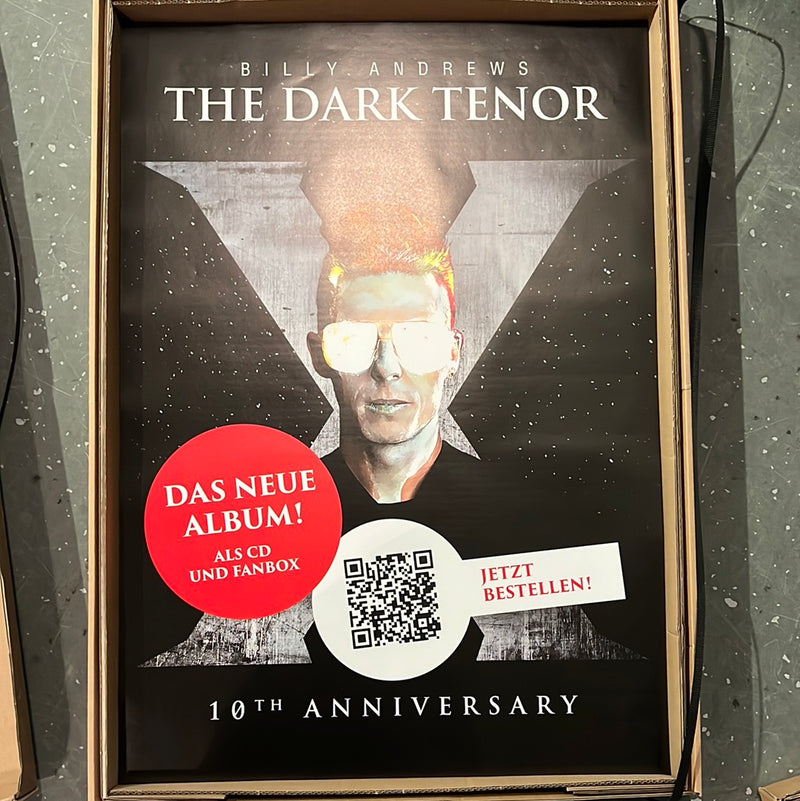 BILLY ANDREWS
THE DARK TENOR
DAS NEUE
ALBUM!
ALS CD
UND FANBOX
JETZT
BESTELLEN!
10TH ANNIVERSARY